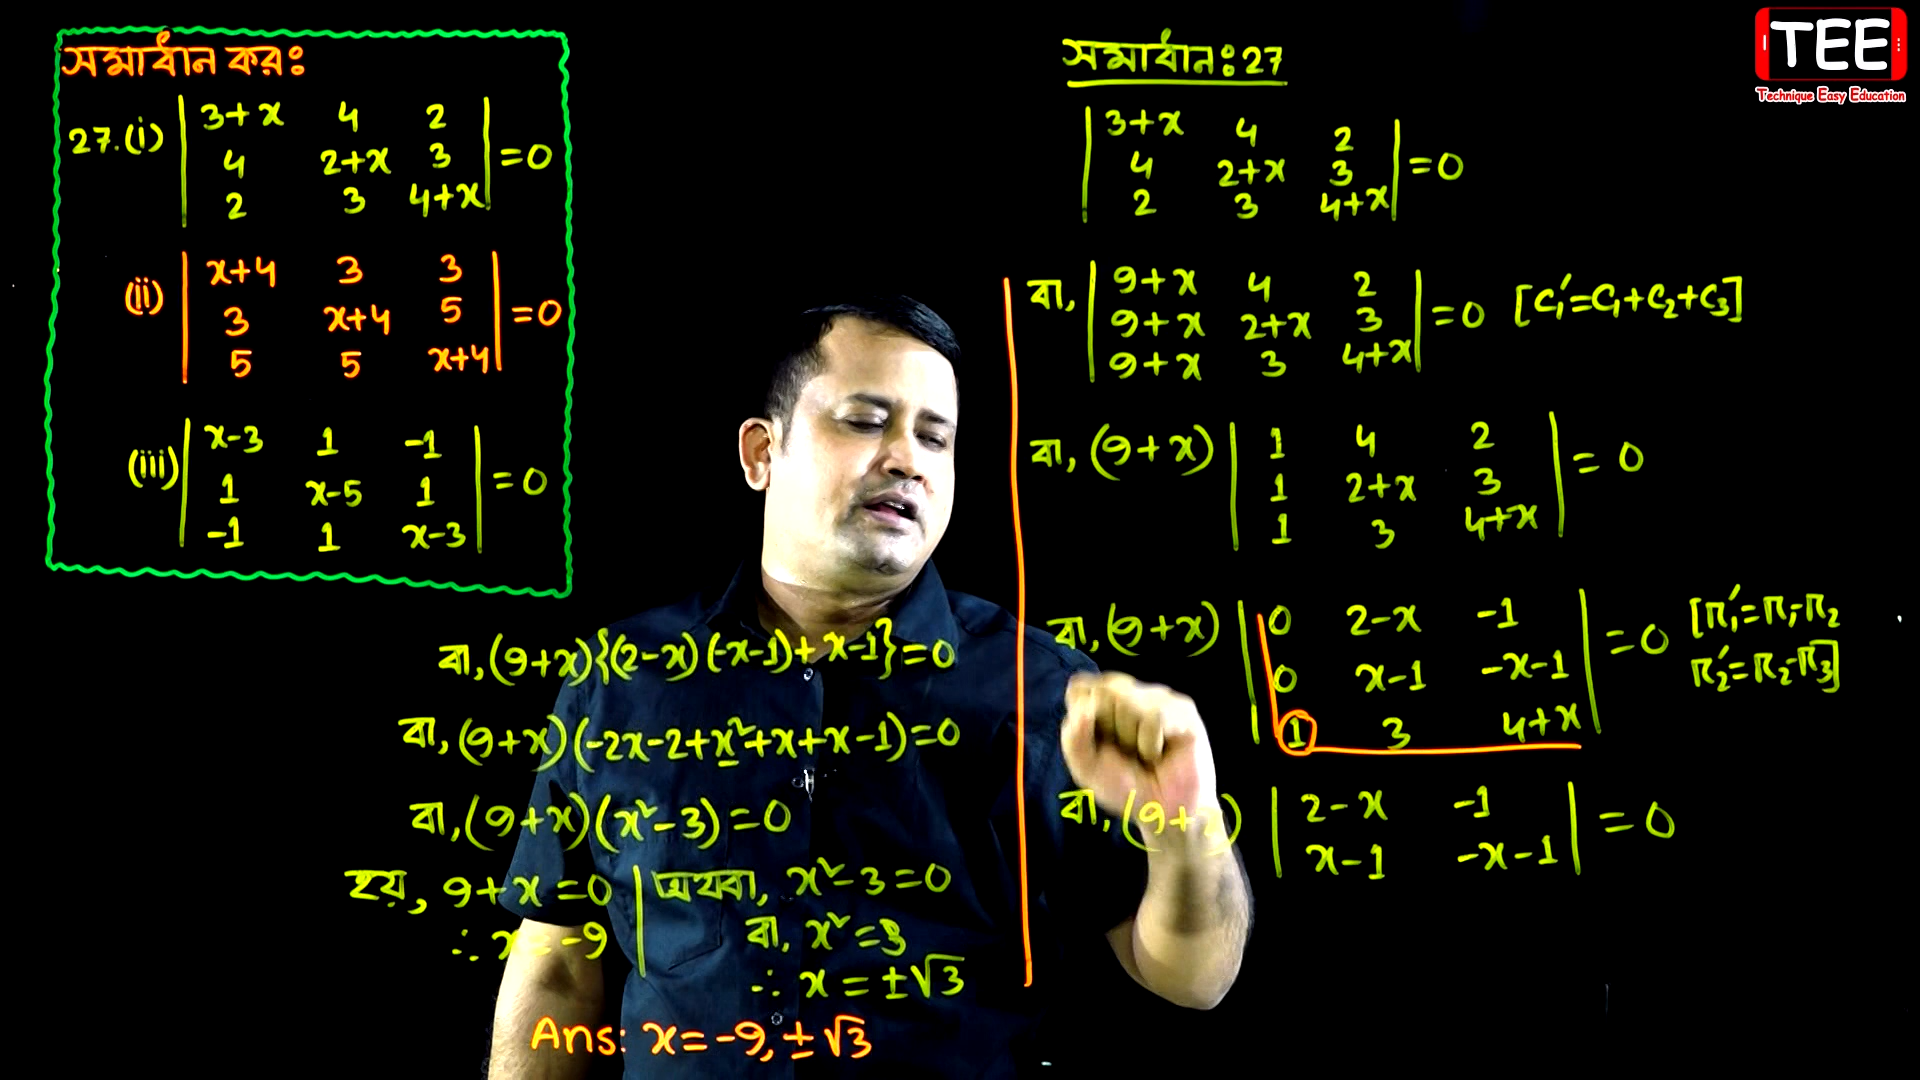 সমাধান করঃ
27.(i) | 3+x 4 2 |
| 4 2+x 3 | =0
| 2 3 4+x |
(ii) | x+4 3 3 |
| 3 x+4 5 | =0
| 5 5 x+4 |
(iii) | x-3 1 -1 |
| 1 x-5 1 | =0
| -1 1 x-3 |
সমাধানঃ27
| 3+x 4 2 |
| 4 2+x 3 | =0
| 2 3 4+x |
বা, | 9+x 4 2 |
| 9+x 2+x 3 | =0 [C₁′=C₁+C₂+C₃]
| 9+x 3 4+x |
বা, (9+x) | 1 4 2 |
| 1 2+x 3 | = 0
| 1 3 4+x |
বা, (9+x) | 0 2-x -1 | [r₁′=r₁-r₂
| 0 x-1 -x-1 | =0 r₂′=r₂-r₃]
| 1 3 4+x |
বা, (9+x) | 2-x -1 |
| x-1 -x-1 | =0
বা, (9+x){(2-x)(-x-1)+x-1}=0
বা, (9+x)(-2x-2+x²+x+x-1)=0
বা, (9+x)(x²-3)=0
হয়, 9+x=0 | অথবা, x²-3=0
∴ x=-9 | বা, x²=3
∴ x=±√3
Ans: x=-9,±√3
TEE
Technique Easy Education